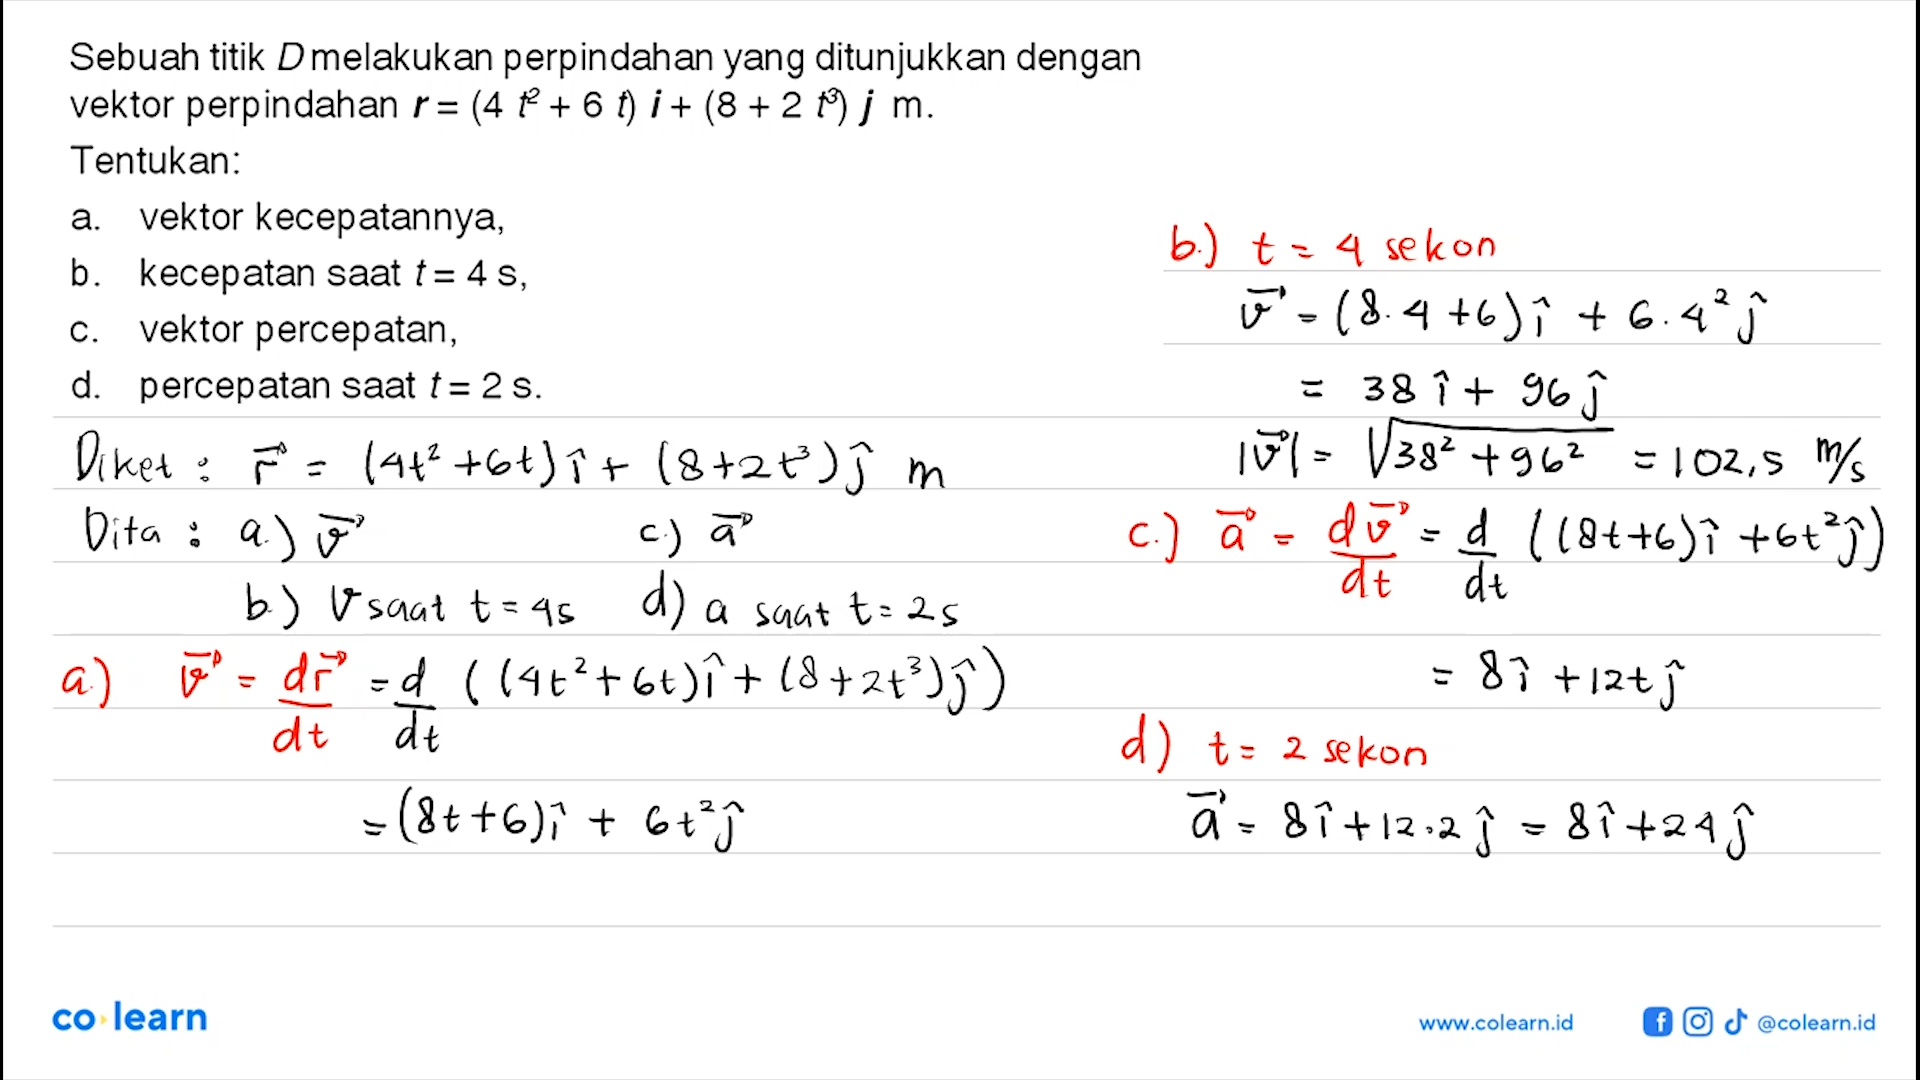 Sebuah titik D melakukan perpindahan yang ditunjukkan dengan
vektor perpindahan r = (4 t² + 6 t) i + (8 + 2 t³) j m.
Tentukan:
a. vektor kecepatannya,
b. kecepatan saat t = 4 s,
c. vektor percepatan,
d. percepatan saat t = 2 s.
Diket : r⃗ = (4t² + 6t) î + (8 + 2t³) ĵ m
Dita : a.) v⃗ c.) a⃗
b.) v saat t = 4s d) a saat t = 2s
a.) v⃗ = dr⃗/dt = d/dt ((4t² + 6t) î + (8 + 2t³) ĵ)
= (8t + 6) î + 6t² ĵ
b.) t = 4 sekon
v⃗ = (8.4 + 6) î + 6.4² ĵ
= 38 î + 96 ĵ
|v⃗| = √38² + 96² = 102,5 m/s
c.) a⃗ = dv⃗/dt = d/dt ((8t + 6) î + 6t² ĵ)
= 8 î + 12t ĵ
d) t = 2 sekon
a⃗ = 8 î + 12.2 ĵ = 8 î + 24 ĵ
co learn
www.colearn.id @colearn.id